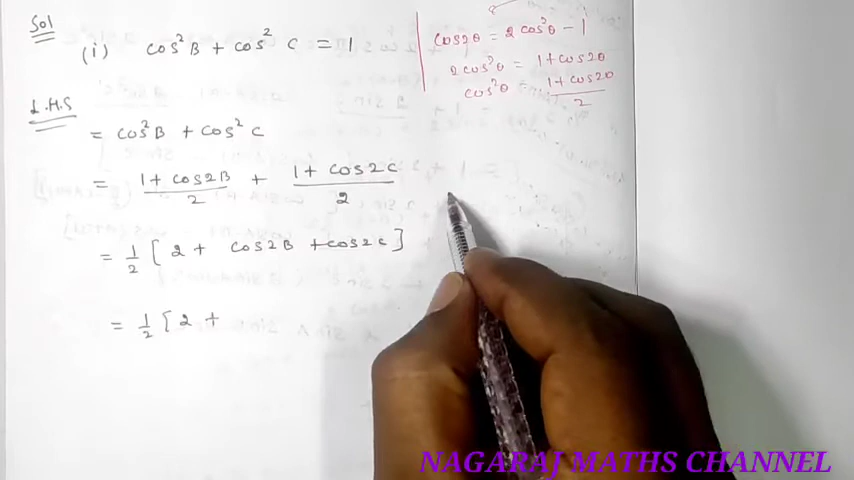 Sol
(i) cos²B + cos² C = 1
cos2θ = 2cos²θ - 1
2cos²θ = 1+cos2θ
cos²θ = 1+cos2θ / 2
L.H.S
= cos²B + cos²C
= 1+cos2B / 2 + 1+ cos2C / 2
= 1/2 [ 2 + cos2B + cos2C ]
= 1/2 [ 2 +
NAGARAJ MATHS CHANNEL